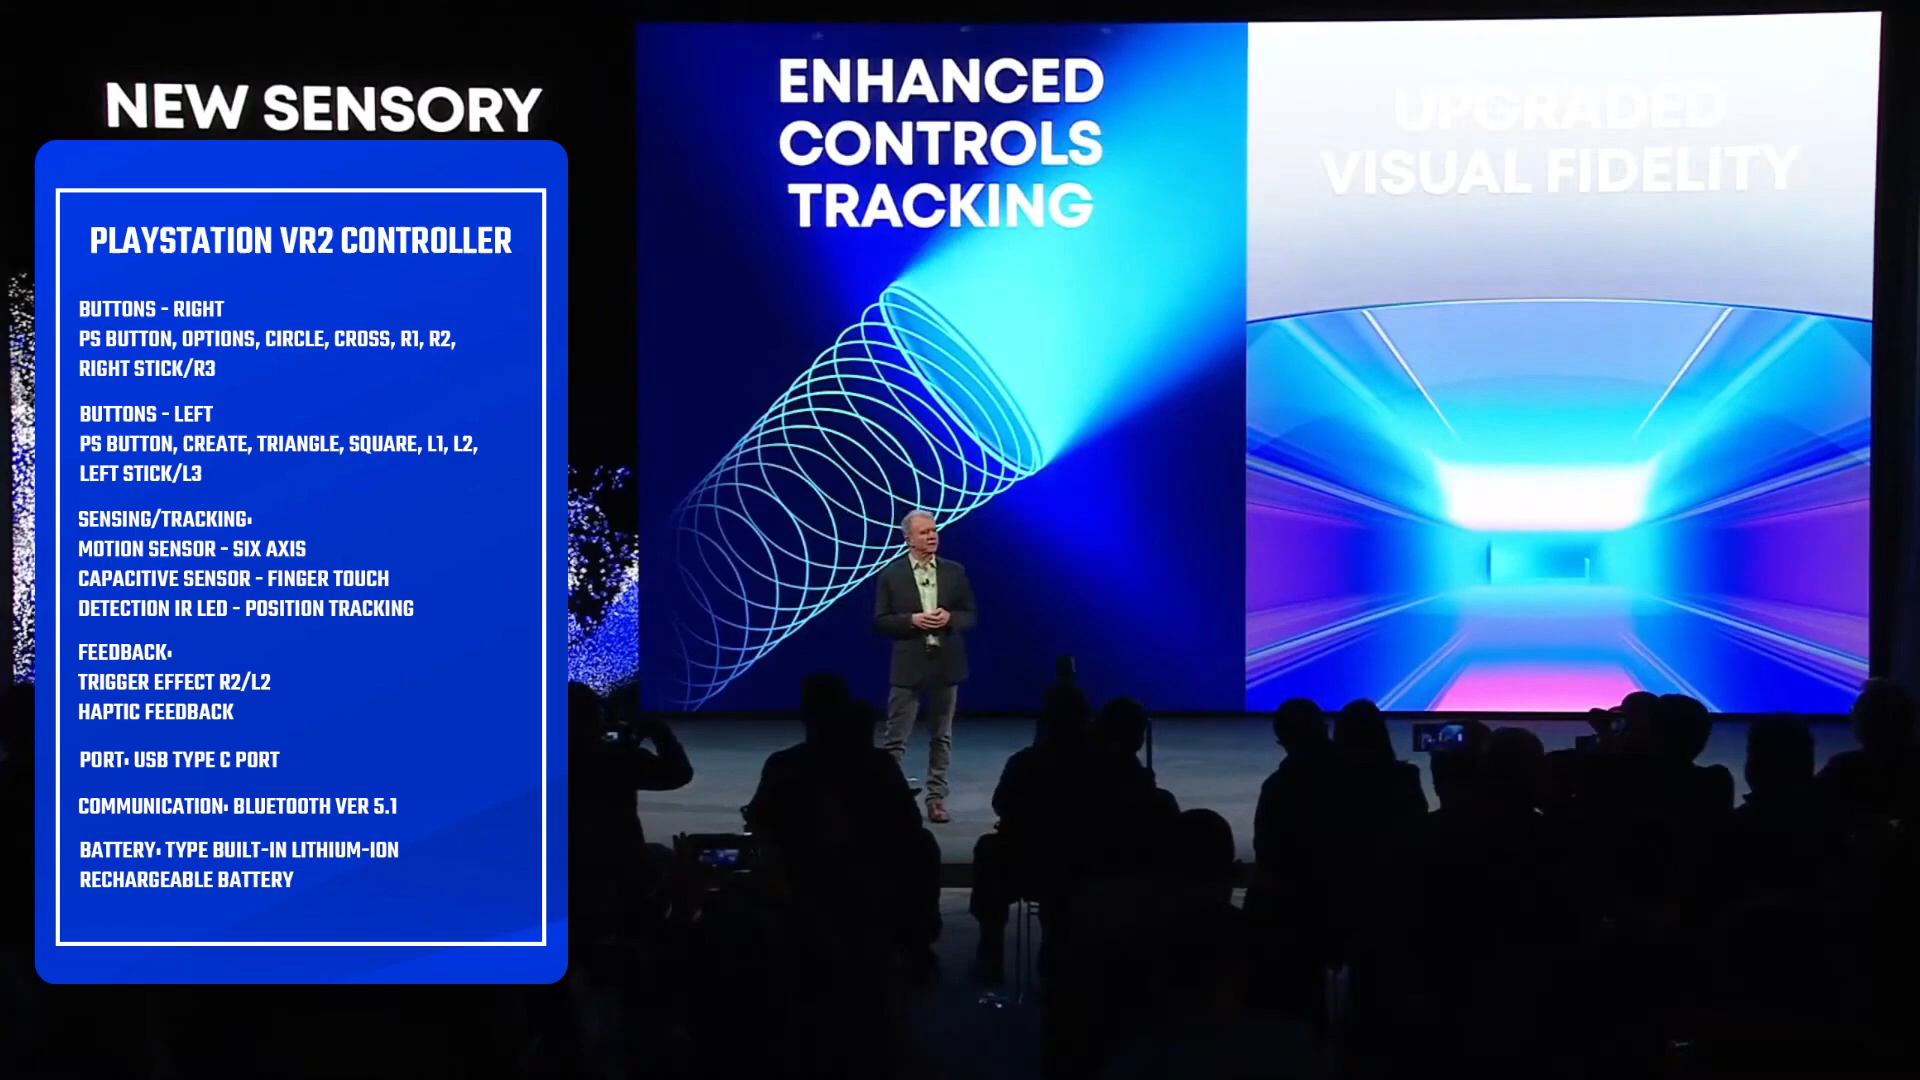 NEW SENSORY
ENHANCED
CONTROLS
TRACKING
UPGRADED
VISUAL FIDELITY
PLAYSTATION VR2 CONTROLLER
BUTTONS - RIGHT
PS BUTTON, OPTIONS, CIRCLE, CROSS, R1, R2,
RIGHT STICK/R3
BUTTONS - LEFT
PS BUTTON, CREATE, TRIANGLE, SQUARE, L1, L2,
LEFT STICK/L3
SENSING/TRACKING:
MOTION SENSOR - SIX AXIS
CAPACITIVE SENSOR - FINGER TOUCH
DETECTION IR LED - POSITION TRACKING
FEEDBACK:
TRIGGER EFFECT R2/L2
HAPTIC FEEDBACK
PORT: USB TYPE C PORT
COMMUNICATION: BLUETOOTH VER 5.1
BATTERY: TYPE BUILT-IN LITHIUM-ION
RECHARGEABLE BATTERY